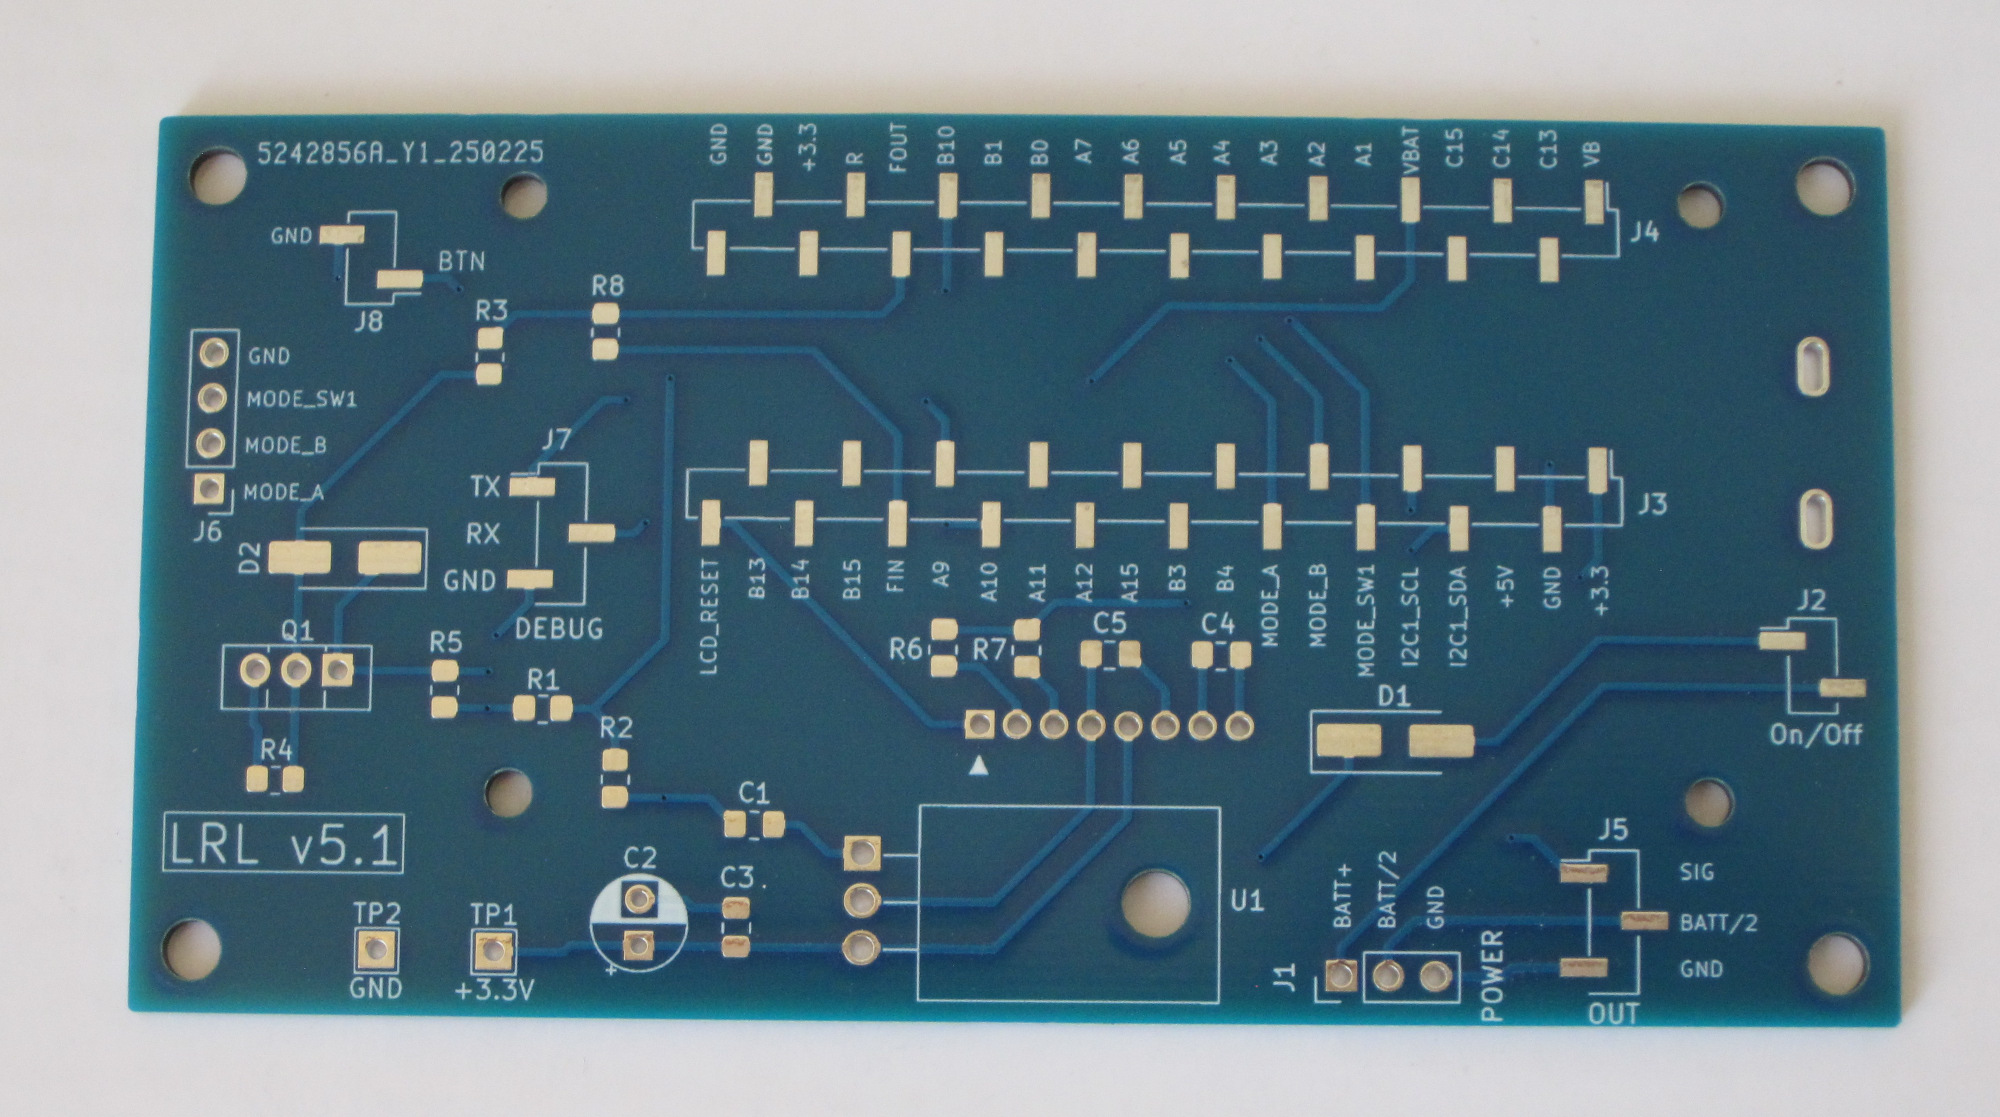 5242856A_Y1_250225
GND
GND
+3.3
R
FOUT
B10
B1
B0
A7
A6
A5
A4
A3
A2
A1
VBAT
C15
C14
C13
VB
J4
GND
BTN
J8
R3
R8
GND
MODE_SW1
MODE_B
MODE_A
J6
J7
TX
RX
GND
DEBUG
J3
LCD_RESET
B13
B14
B15
FIN
A9
A10
A11
A12
A15
B3
B4
MODE_A
MODE_B
MODE_SW1
I2C1_SCL
I2C1_SDA
+5V
GND
+3.3
D2
Q1
R5
R1
R2
R4
R6
R7
C5
C4
D1
J2
On/Off
LRL v5.1
C1
C2
+
C3
U1
TP2
GND
TP1
+3.3V
J1
BATT+
BATT/2
GND
POWER
J5
SIG
BATT/2
GND
OUT